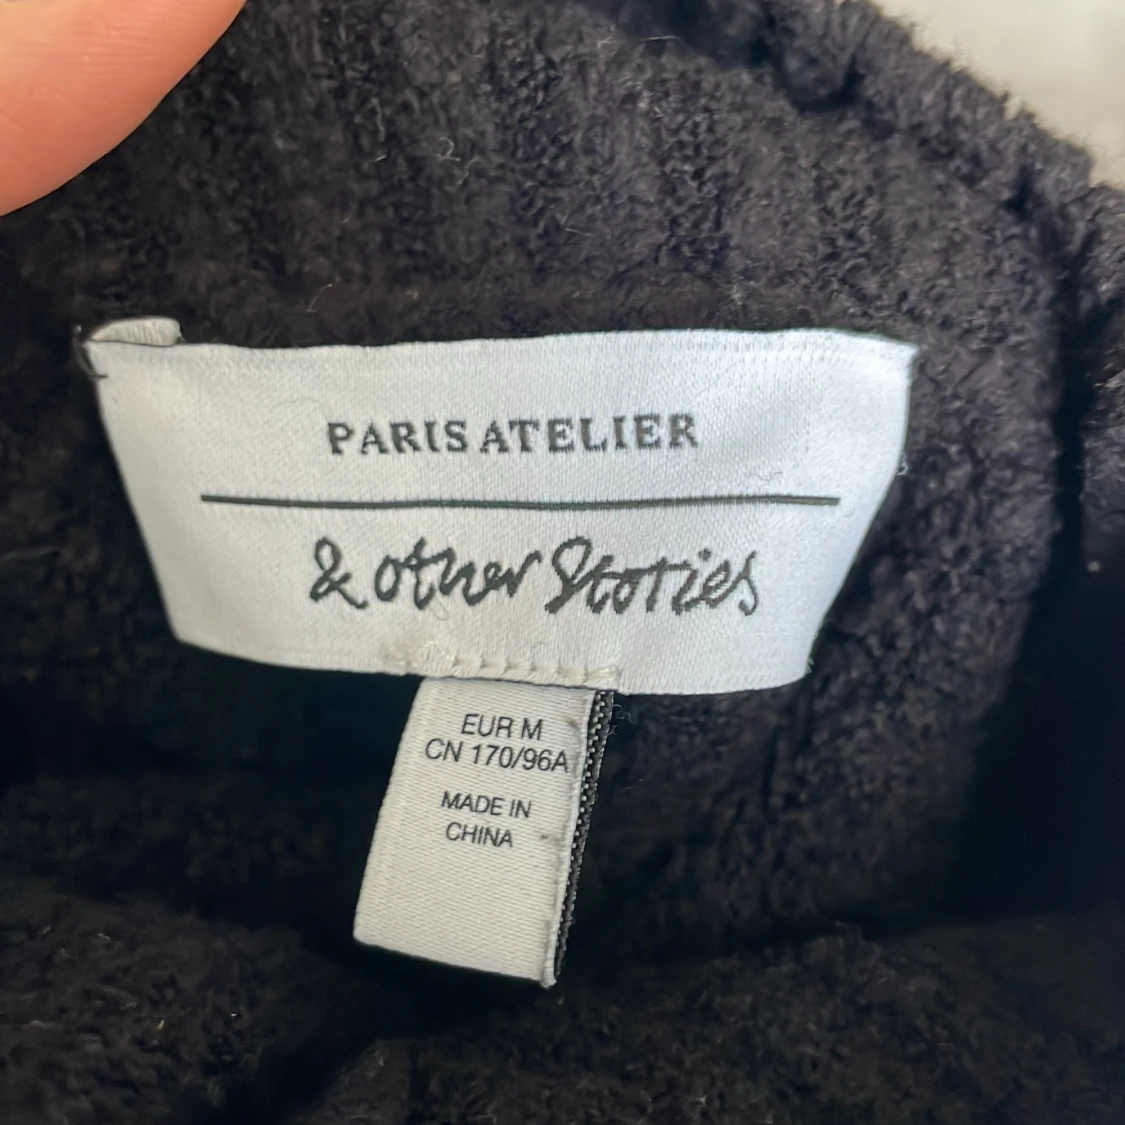 PARIS ATELIER
& other Stories
EUR M
CN 170/96A
MADE IN
CHINA